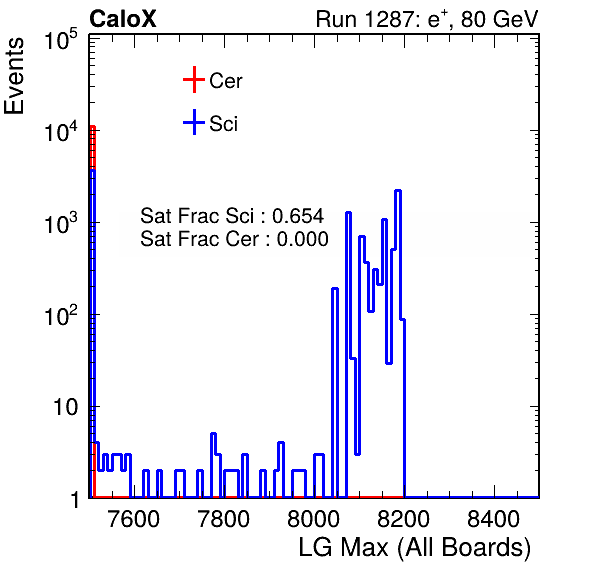 CaloX Run 1287: e⁺, 80 GeV
Events
10⁵
Cer
Sci
10⁴
Sat Frac Sci : 0.654
Sat Frac Cer : 0.000
10³
10²
10
1
7600 7800 8000 8200 8400
LG Max (All Boards)